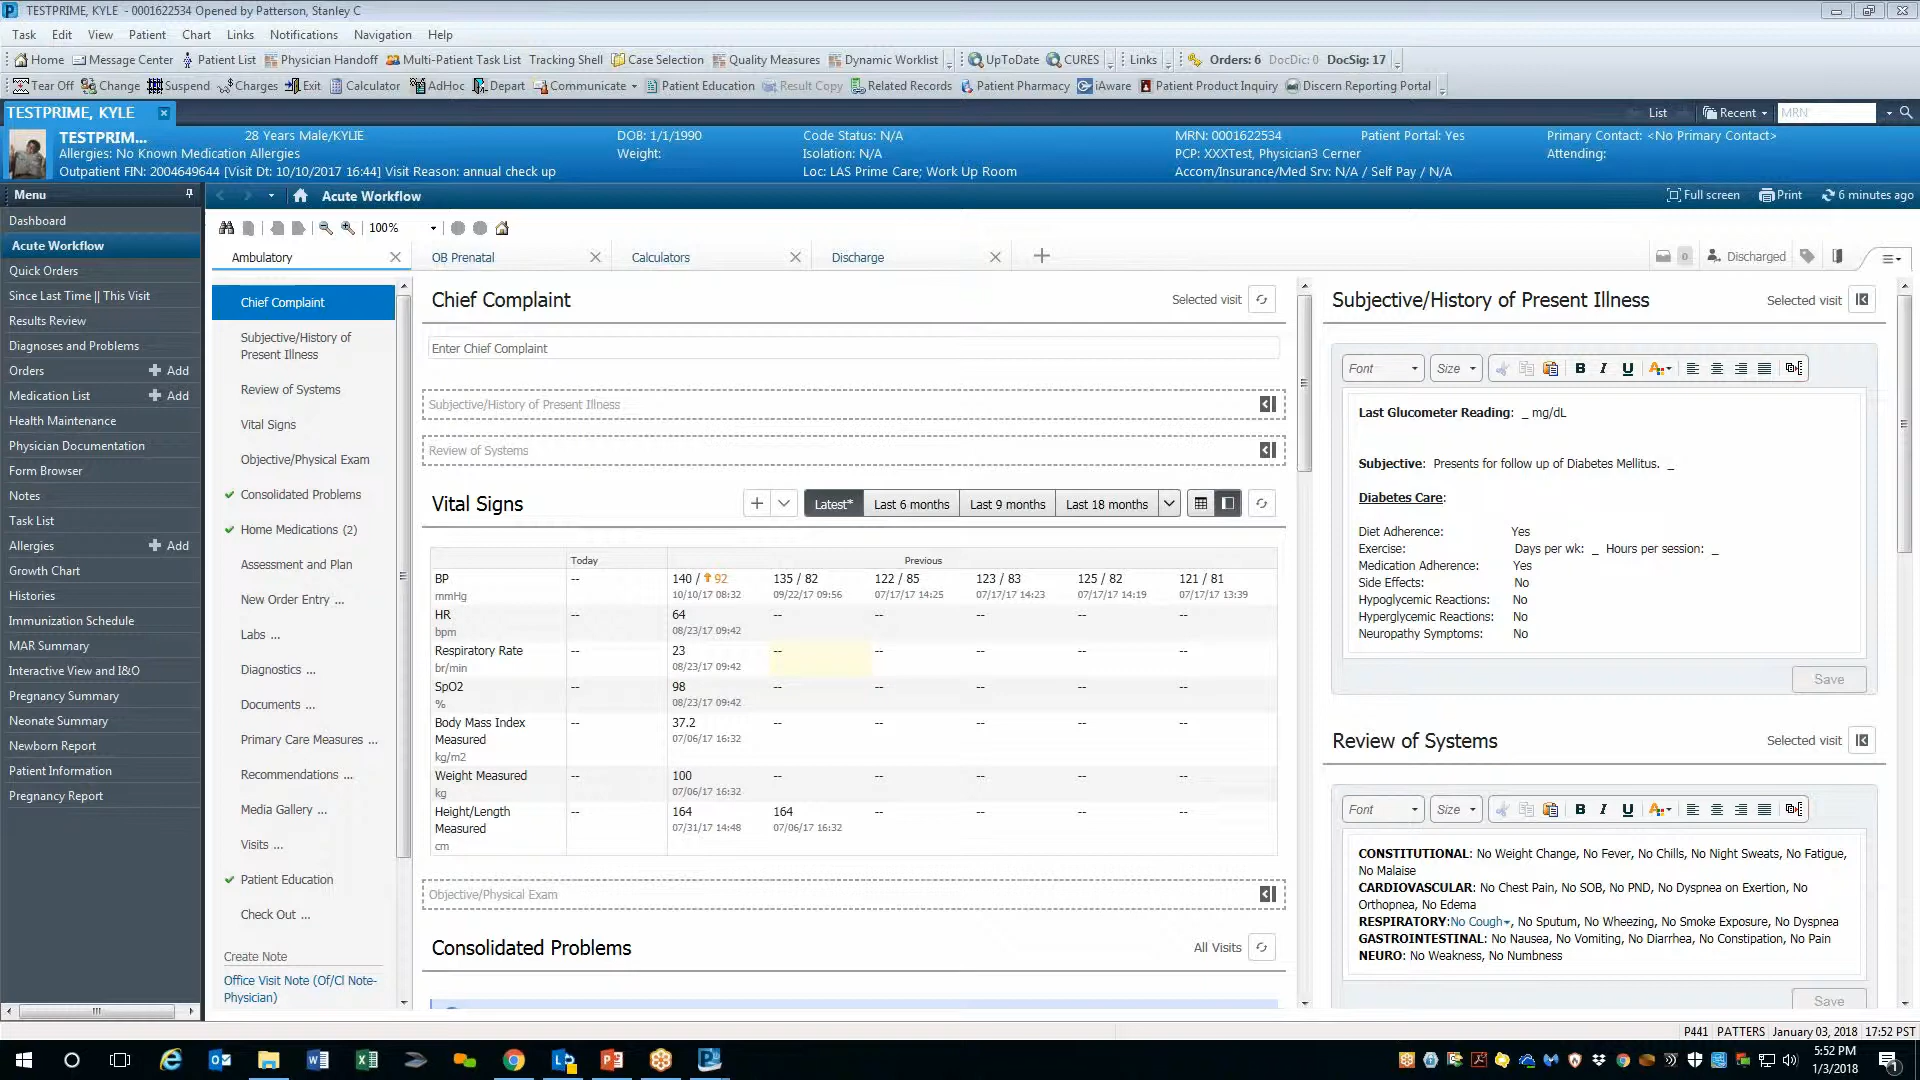 TESTPRIME, KYLE - 0001622534 Opened by Patterson, Stanley C
Task Edit View Patient Chart Links Notifications Navigation Help
Home Message Center Patient List Physician Handoff Multi-Patient Task List Tracking Shell Case Selection Quality Measures Dynamic Worklist UpToDate CURES Links Orders: 6 DocDic: 0 DocSig: 17
Tear Off Change Suspend Charges Exit Calculator AdHoc Depart Communicate Patient Education Result Copy Related Records Patient Pharmacy iAware Patient Product Inquiry Discern Reporting Portal
TESTPRIME, KYLE List Recent MRN
TESTPRIM... 28 Years Male/KYLIE DOB: 1/1/1990 Code Status: N/A MRN: 0001622534 Patient Portal: Yes Primary Contact: <No Primary Contact>
Allergies: No Known Medication Allergies Weight: Isolation: N/A PCP: XXXTest, Physician3 Cerner Attending:
Outpatient FIN: 2004649644 [Visit Dt: 10/10/2017 16:44] Visit Reason: annual check up Loc: LAS Prime Care; Work Up Room Accom/Insurance/Med Srv: N/A / Self Pay / N/A
Menu
Dashboard
Acute Workflow
Quick Orders
Since Last Time || This Visit
Results Review
Diagnoses and Problems
Orders Add
Medication List Add
Health Maintenance
Physician Documentation
Form Browser
Notes
Task List
Allergies Add
Growth Chart
Histories
Immunization Schedule
MAR Summary
Interactive View and I&O
Pregnancy Summary
Neonate Summary
Newborn Report
Patient Information
Pregnancy Report
Acute Workflow Full screen Print 6 minutes ago
100%
Ambulatory OB Prenatal Calculators Discharge 0 Discharged
Chief Complaint
Subjective/History of
Present Illness
Review of Systems
Vital Signs
Objective/Physical Exam
Consolidated Problems
Home Medications (2)
Assessment and Plan
New Order Entry ...
Labs ...
Diagnostics ...
Documents ...
Primary Care Measures ...
Recommendations ...
Media Gallery ...
Visits ...
Patient Education
Check Out ...
Create Note
Office Visit Note (Of/Cl Note-
Physician)
Chief Complaint Selected visit
Enter Chief Complaint
Subjective/History of Present Illness
Review of Systems
Vital Signs Latest* Last 6 months Last 9 months Last 18 months
Today Previous
BP -- 140 / 92 135 / 82 122 / 85 123 / 83 125 / 82 121 / 81
mmHg 10/10/17 08:32 09/22/17 09:56 07/17/17 14:25 07/17/17 14:23 07/17/17 14:19 07/17/17 13:39
HR -- 64 -- -- -- -- --
bpm 08/23/17 09:42
Respiratory Rate -- 23 -- -- -- -- --
br/min 08/23/17 09:42
SpO2 -- 98 -- -- -- -- --
% 08/23/17 09:42
Body Mass Index -- 37.2 -- -- -- -- --
Measured 07/06/17 16:32
kg/m2
Weight Measured -- 100 -- -- -- -- --
kg 07/06/17 16:32
Height/Length -- 164 164 -- -- -- --
Measured 07/31/17 14:48 07/06/17 16:32
cm
Objective/Physical Exam
Consolidated Problems All Visits
Subjective/History of Present Illness Selected visit
Font Size B I U A
Last Glucometer Reading: _ mg/dL
Subjective: Presents for follow up of Diabetes Mellitus. _
Diabetes Care:
Diet Adherence: Yes
Exercise: Days per wk: _ Hours per session: _
Medication Adherence: Yes
Side Effects: No
Hypoglycemic Reactions: No
Hyperglycemic Reactions: No
Neuropathy Symptoms: No
Save
Review of Systems Selected visit
Font Size B I U A
CONSTITUTIONAL: No Weight Change, No Fever, No Chills, No Night Sweats, No Fatigue,
No Malaise
CARDIOVASCULAR: No Chest Pain, No SOB, No PND, No Dyspnea on Exertion, No
Orthopnea, No Edema
RESPIRATORY:No Cough, No Sputum, No Wheezing, No Smoke Exposure, No Dyspnea
GASTROINTESTINAL: No Nausea, No Vomiting, No Diarrhea, No Constipation, No Pain
NEURO: No Weakness, No Numbness
Save
P441 PATTERS January 03, 2018 17:52 PST
5:52 PM
1/3/2018